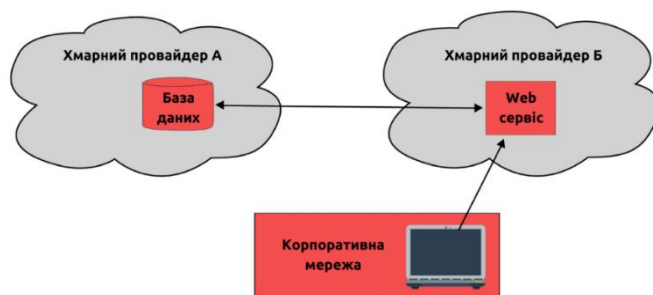 Хмарний провайдер А
Хмарний провайдер Б
База
даних
Web
сервіс
Корпоративна
мережа